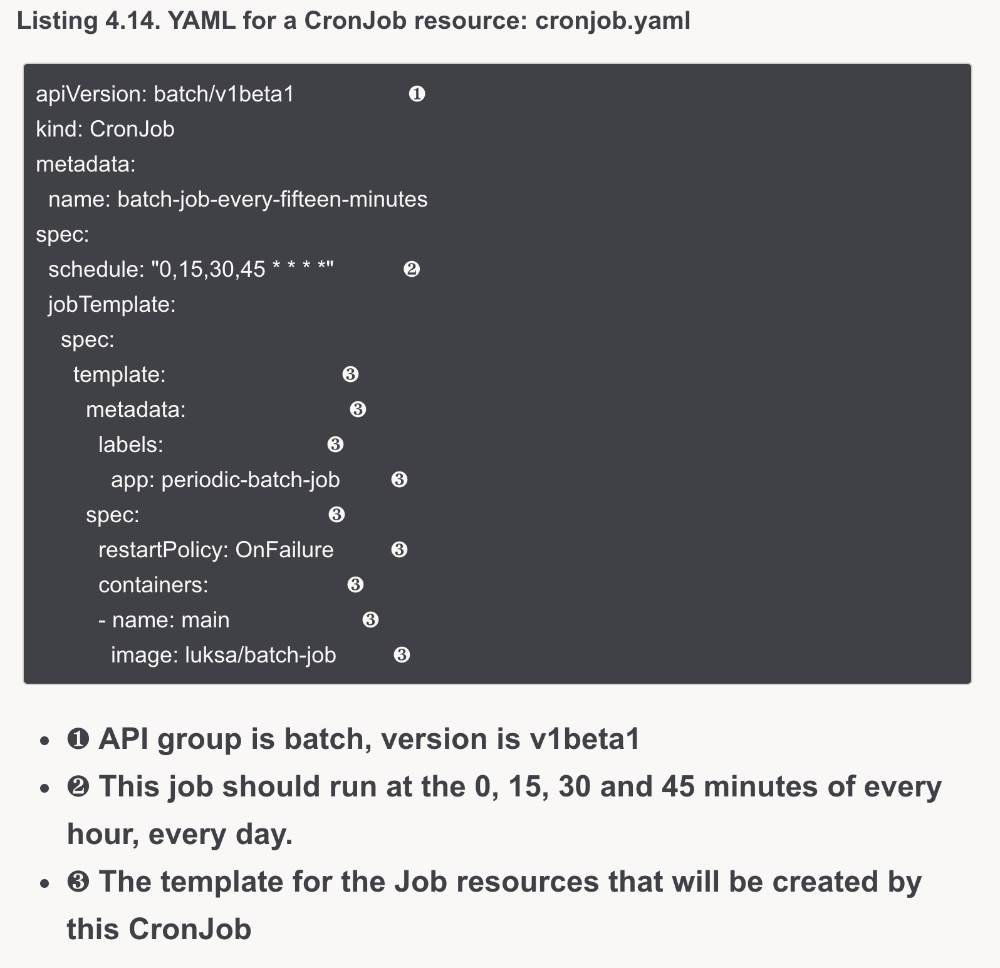 Listing 4.14. YAML for a CronJob resource: cronjob.yaml
apiVersion: batch/v1beta1 ❶
kind: CronJob
metadata:
  name: batch-job-every-fifteen-minutes
spec:
  schedule: "0,15,30,45 * * * *" ❷
  jobTemplate:
    spec:
      template: ❸
        metadata: ❸
          labels: ❸
            app: periodic-batch-job ❸
        spec: ❸
          restartPolicy: OnFailure ❸
          containers: ❸
          - name: main ❸
            image: luksa/batch-job ❸
• ❶ API group is batch, version is v1beta1
• ❷ This job should run at the 0, 15, 30 and 45 minutes of every
hour, every day.
• ❸ The template for the Job resources that will be created by
this CronJob